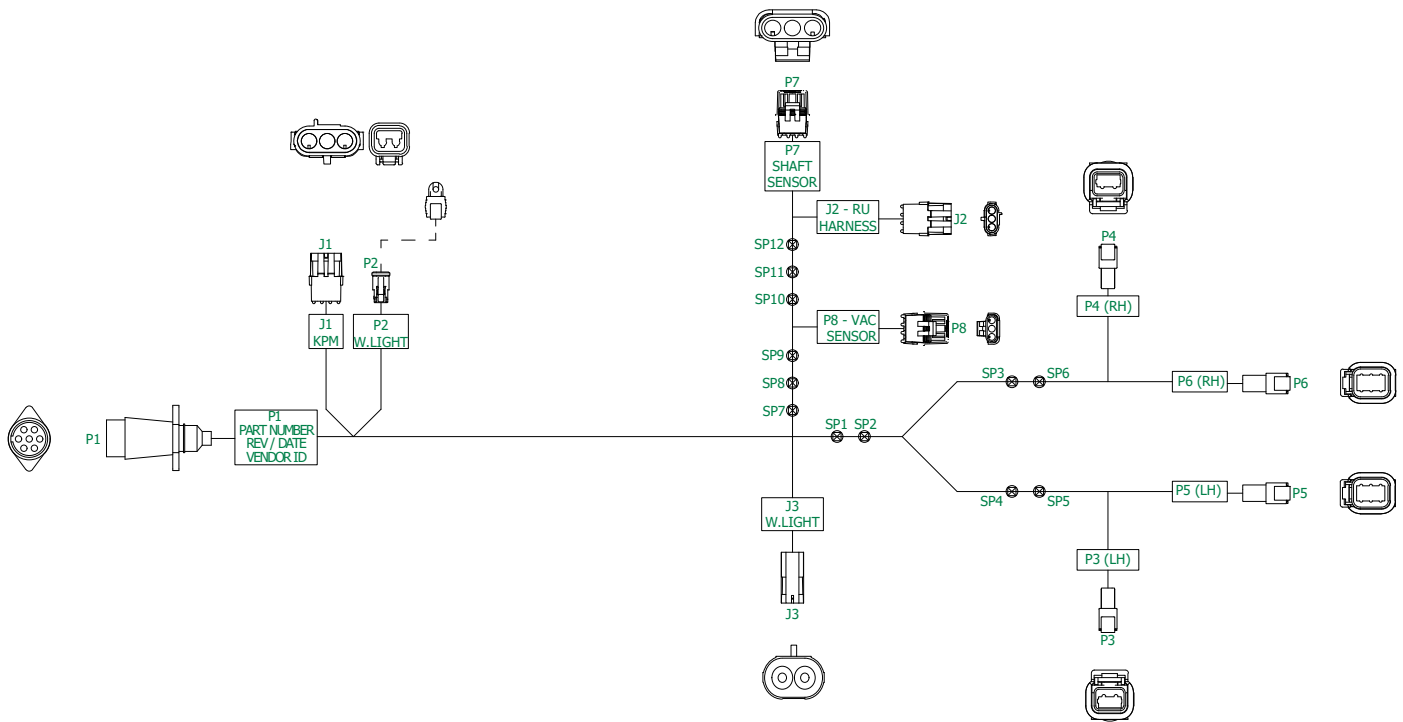 P7
P7
SHAFT
SENSOR
J2 - RU
HARNESS
J2
SP12
SP11
SP10
P8 - VAC
SENSOR
P8
SP9
SP8
SP7
J1
P2
J1
KPM
P2
W.LIGHT
P4
P4 (RH)
SP3 SP6
P6 (RH)
P6
P1
P1
PART NUMBER
REV / DATE
VENDOR ID
SP1 SP2
SP4 SP5
P5 (LH)
P5
J3
W.LIGHT
J3
P3 (LH)
P3